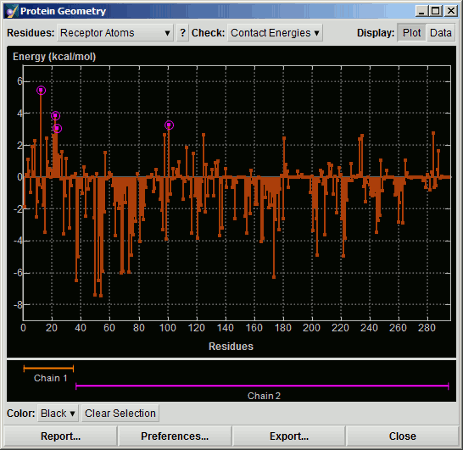 Protein Geometry
Residues: Receptor Atoms ? Check: Contact Energies Display: Plot Data
Energy (kcal/mol)
6
4
2
0
-2
-4
-6
-8
0 20 40 60 80 100 120 140 160 180 200 220 240 260 280
Residues
Chain 1
Chain 2
Color: Black Clear Selection
Report... Preferences... Export... Close